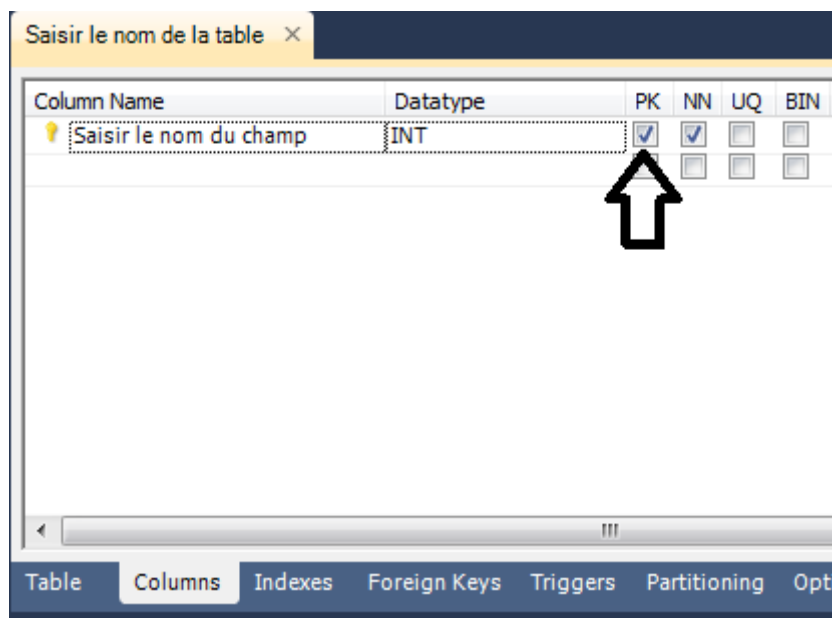 Saisir le nom de la table ×
Column Name Datatype PK NN UQ BIN
Saisir le nom du champ INT
Table Columns Indexes Foreign Keys Triggers Partitioning Opt